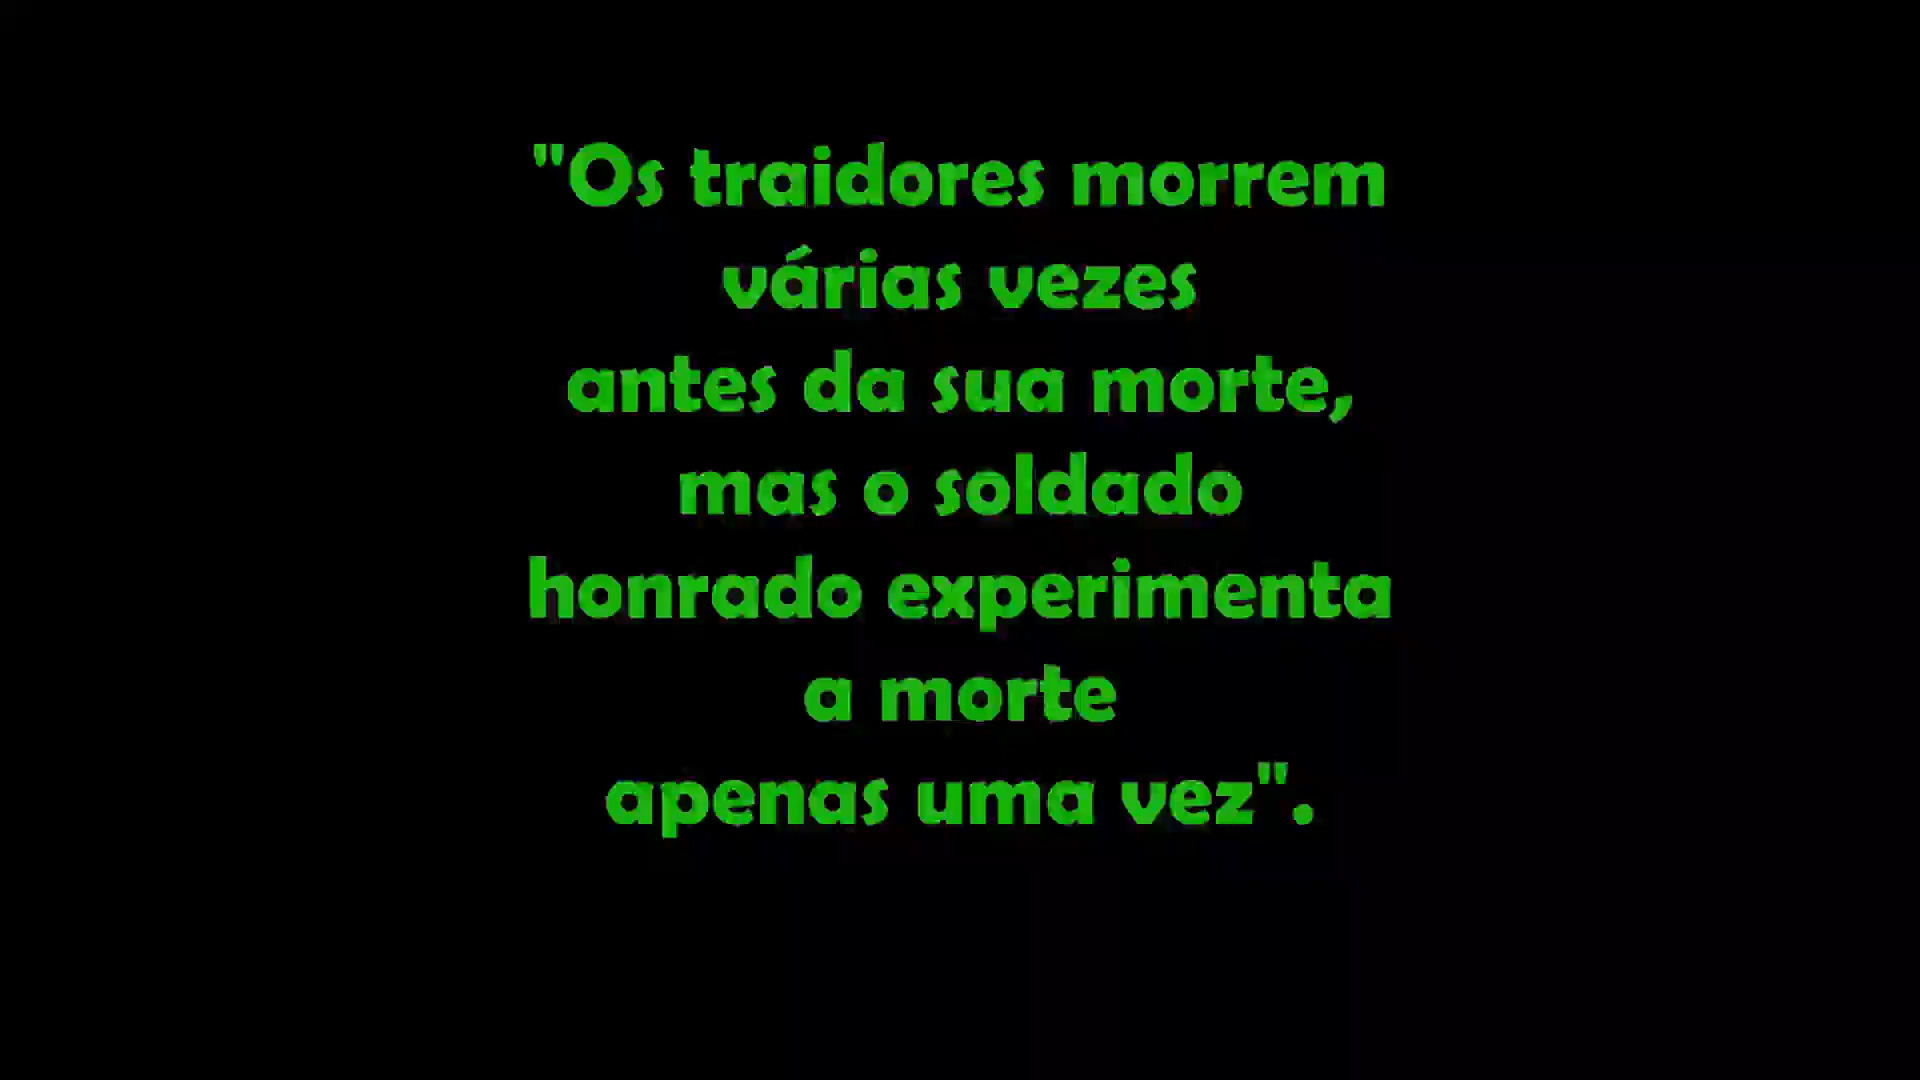 "Os traidores morrem
várias vezes
antes da sua morte,
mas o soldado
honrado experimenta
a morte
apenas uma vez".